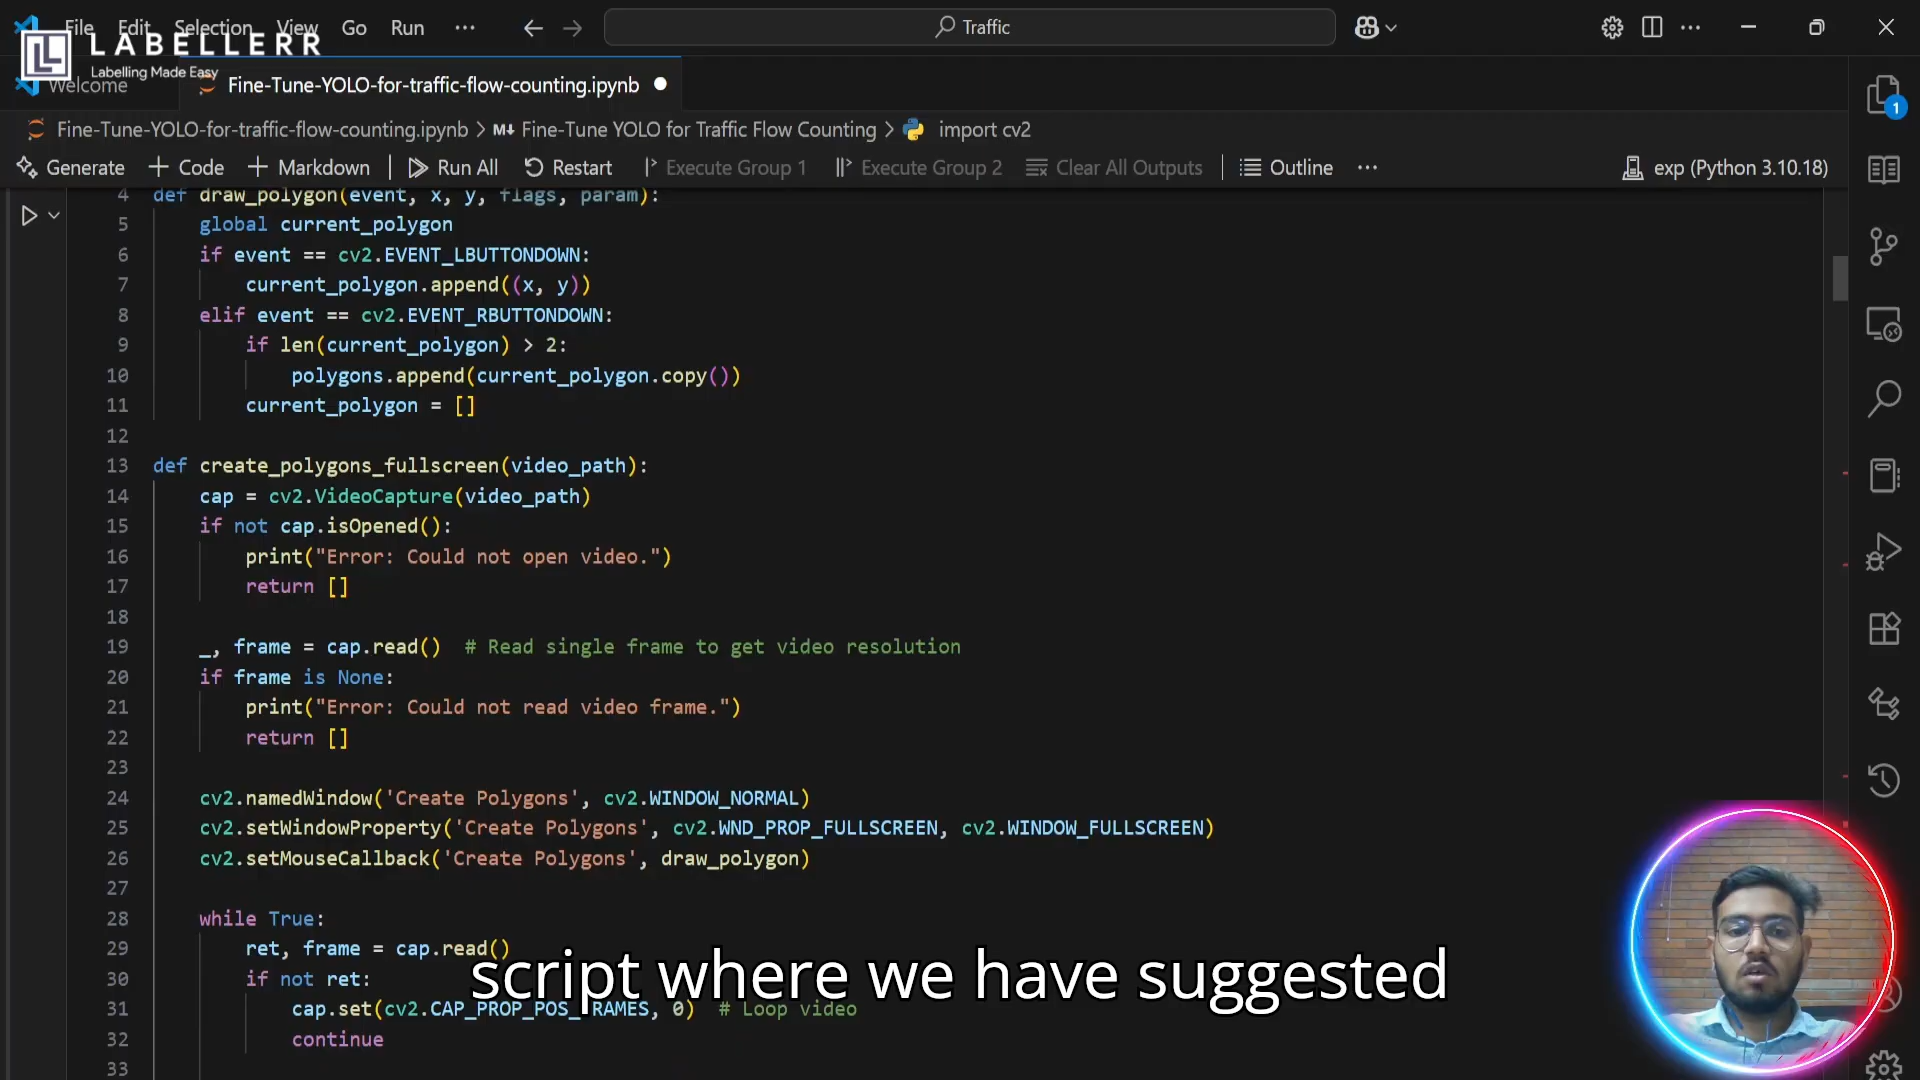 File Edit Selection View Go Run ... Traffic
LABELLERR
Labelling Made Easy
Welcome Fine-Tune-YOLO-for-traffic-flow-counting.ipynb
1
Fine-Tune-YOLO-for-traffic-flow-counting.ipynb > M↓ Fine-Tune YOLO for Traffic Flow Counting > import cv2
Generate + Code + Markdown | Run All Restart Execute Group 1 Execute Group 2 Clear All Outputs | Outline ... exp (Python 3.10.18)
4 def draw_polygon(event, x, y, flags, param):
5 global current_polygon
6 if event == cv2.EVENT_LBUTTONDOWN:
7 current_polygon.append((x, y))
8 elif event == cv2.EVENT_RBUTTONDOWN:
9 if len(current_polygon) > 2:
10 polygons.append(current_polygon.copy())
11 current_polygon = []
12
13 def create_polygons_fullscreen(video_path):
14 cap = cv2.VideoCapture(video_path)
15 if not cap.isOpened():
16 print("Error: Could not open video.")
17 return []
18
19 _, frame = cap.read() # Read single frame to get video resolution
20 if frame is None:
21 print("Error: Could not read video frame.")
22 return []
23
24 cv2.namedWindow('Create Polygons', cv2.WINDOW_NORMAL)
25 cv2.setWindowProperty('Create Polygons', cv2.WND_PROP_FULLSCREEN, cv2.WINDOW_FULLSCREEN)
26 cv2.setMouseCallback('Create Polygons', draw_polygon)
27
28 while True:
29 ret, frame = cap.read()
30 if not ret:
script where we have suggested
31 cap.set(cv2.CAP_PROP_POS_FRAMES, 0) # Loop video
32 continue
33